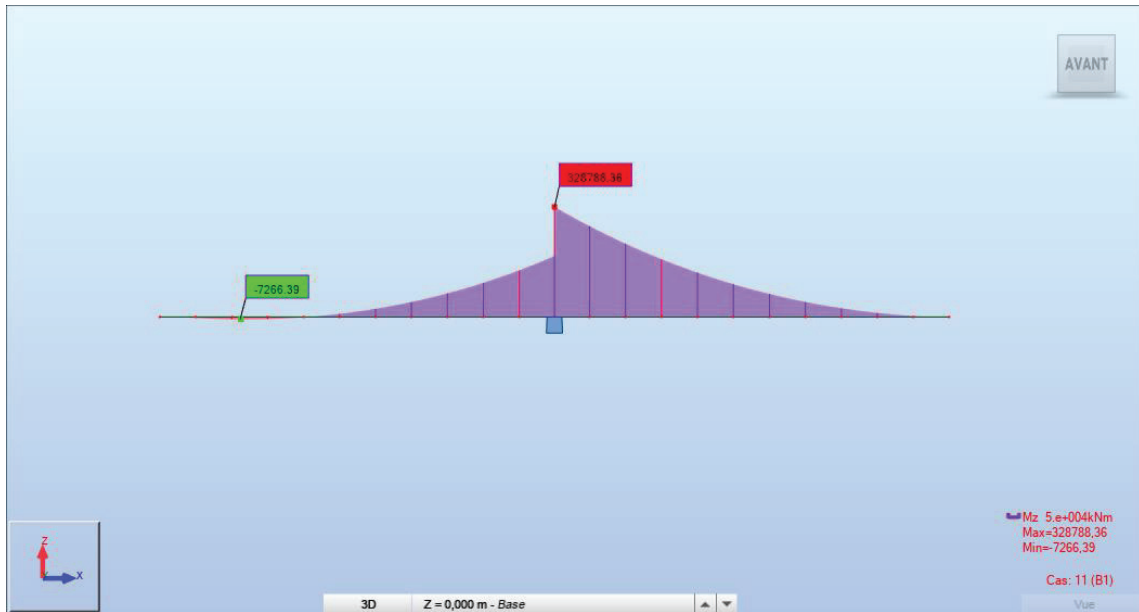 AVANT
328788.36
-7266.39
Mz 5.e+004kNm
Max=328788,36
Min=-7266,39
Cas: 11 (B1)
Z
X
3D Z = 0,000 m - Base
Vue